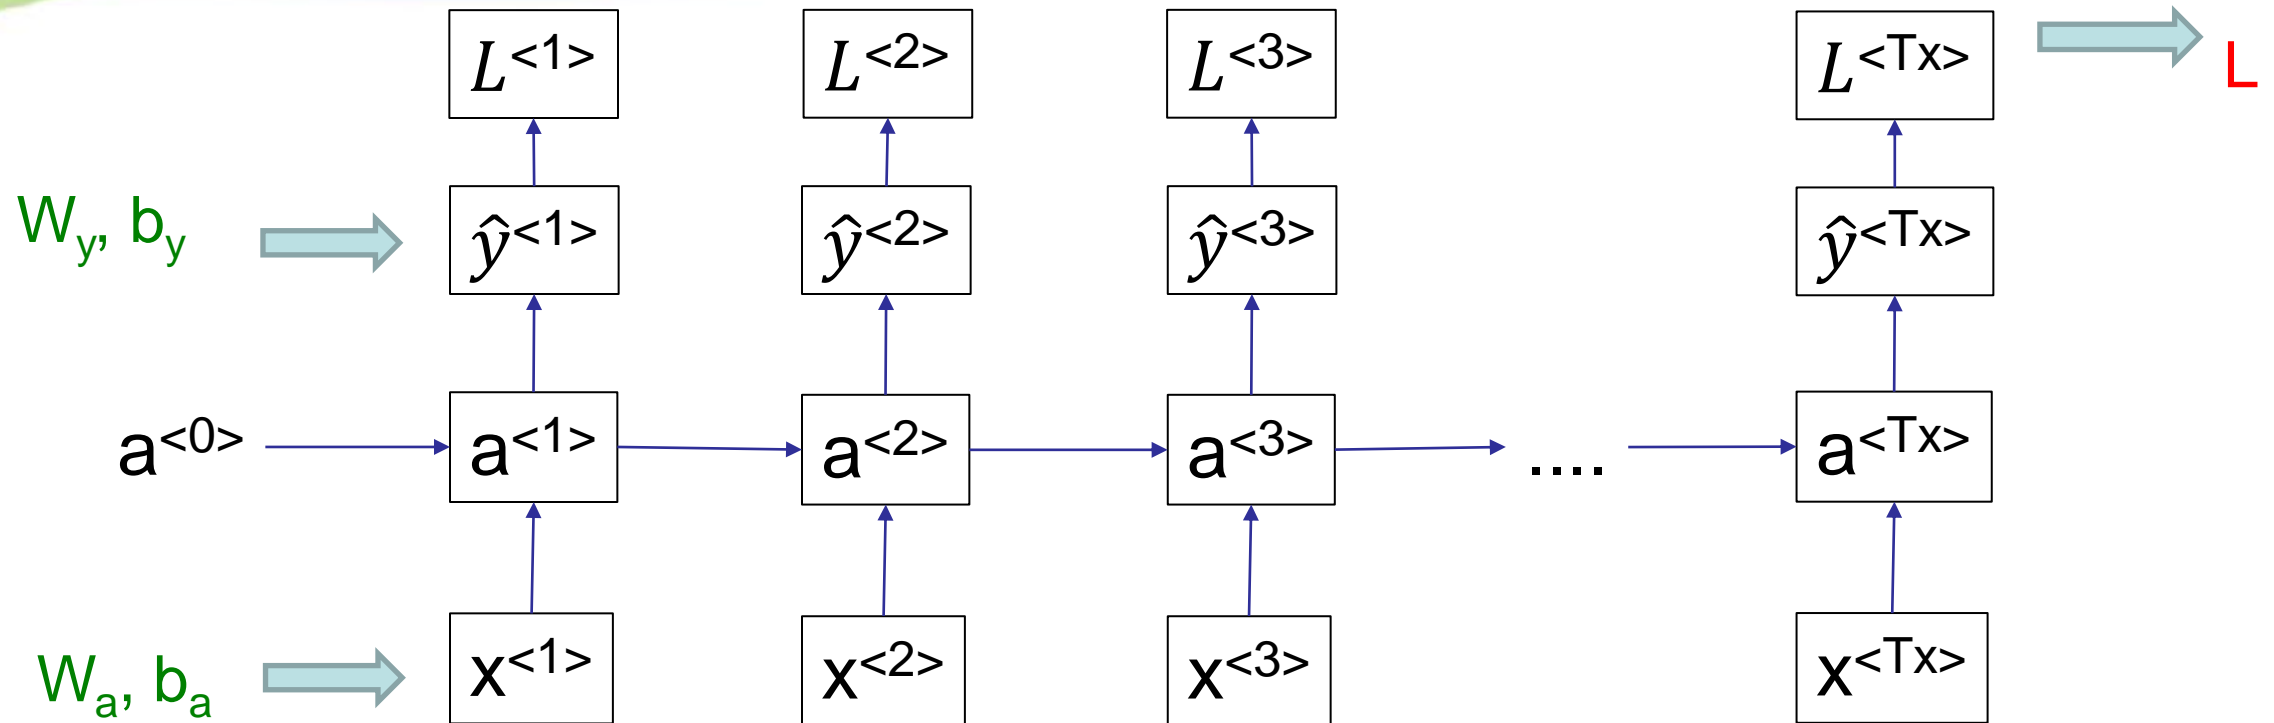 L<1> L<2> L<3> L<Tx> L
Wy, by ŷ<1> ŷ<2> ŷ<3> ŷ<Tx>
a<0> a<1> a<2> a<3> .... a<Tx>
Wa, ba x<1> x<2> x<3> x<Tx>